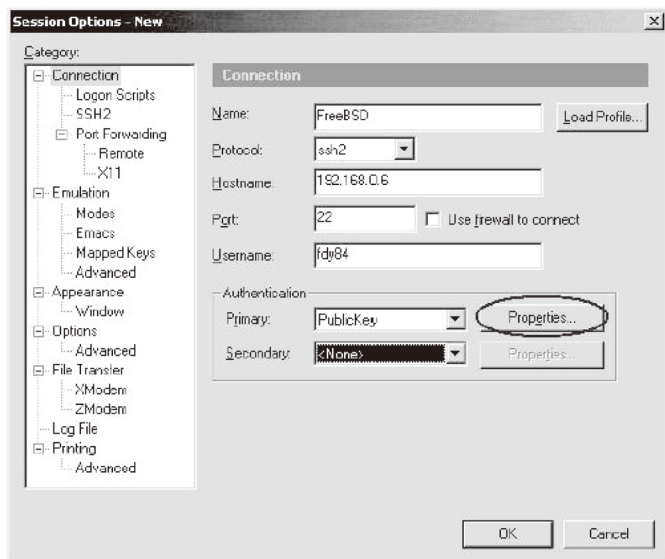 Session Options - New
Category:
Connection
Logon Scripts
SSH2
Port Forwarding
Remote
X11
Emulation
Modes
Emacs
Mapped Keys
Advanced
Appearance
Window
Options
Advanced
File Transfer
XModem
ZModem
Log File
Printing
Advanced
Connection
Name: FreeBSD Load Profile...
Protocol: ssh2
Hostname: 192.168.0.6
Port: 22 Use firewall to connect
Username: fdy84
Authentication
Primary: PublicKey Properties...
Secondary: <None> Properties...
OK Cancel